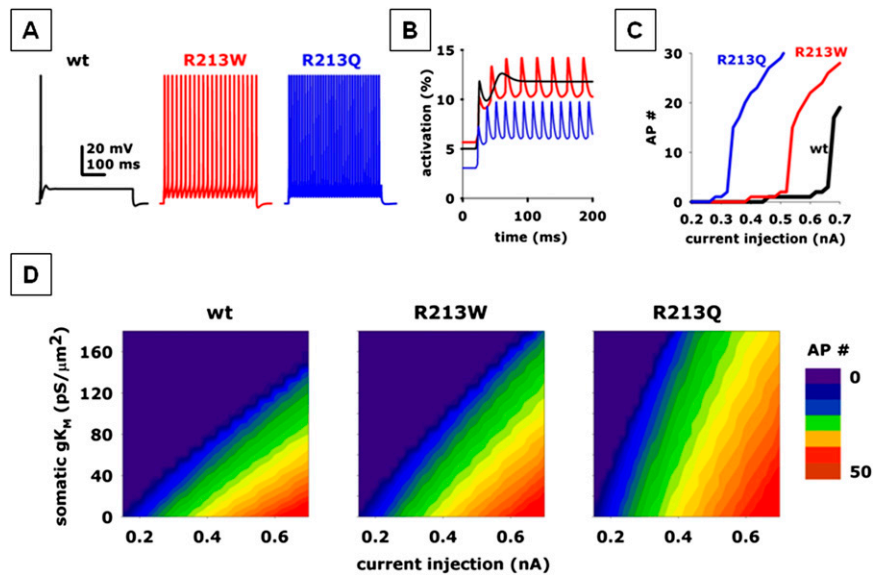 A
wt
R213W
R213Q
20 mV
100 ms
B
activation (%)
15
10
5
0
0
100
200
time (ms)
C
AP #
30
20
10
0
R213Q
R213W
wt
0.2
0.3
0.4
0.5
0.6
0.7
current injection (nA)
D
wt
R213W
R213Q
somatic gKM (pS/μm²)
160
120
80
40
0
0.2
0.4
0.6
0.2
0.4
0.6
0.2
0.4
0.6
current injection (nA)
AP #
0
50